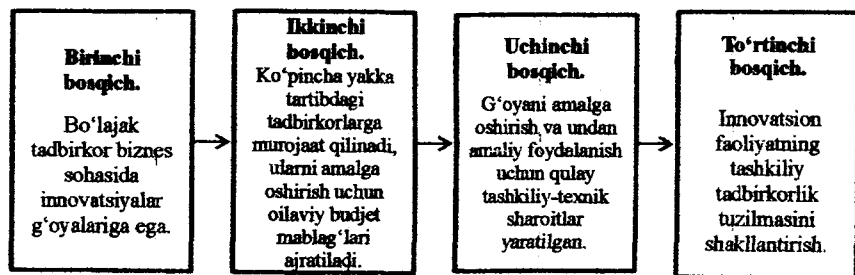 Birinchi
bosqich.
Bo‘lajak
tadbirkor biznes
sohasida
innovatsiyalar
g‘oyalariga ega.
Ikkinchi
bosqich.
Ko‘pincha yakka
tartibdagi
tadbirkorlarga
murojaat qilinadi,
ularni amalga
oshirish uchun
oilaviy budjet
mablag‘lari
ajratiladi.
Uchinchi
bosqich.
G‘oyani amalga
oshirish va undan
amaliy foydalanish
uchun qulay
tashkiliy-texnik
sharoitlar
yaratilgan.
To‘rtinchi
bosqich.
Innovatsion
faoliyatning
tashkiliy
tadbirkorlik
tuzilmasini
shakllantirish.